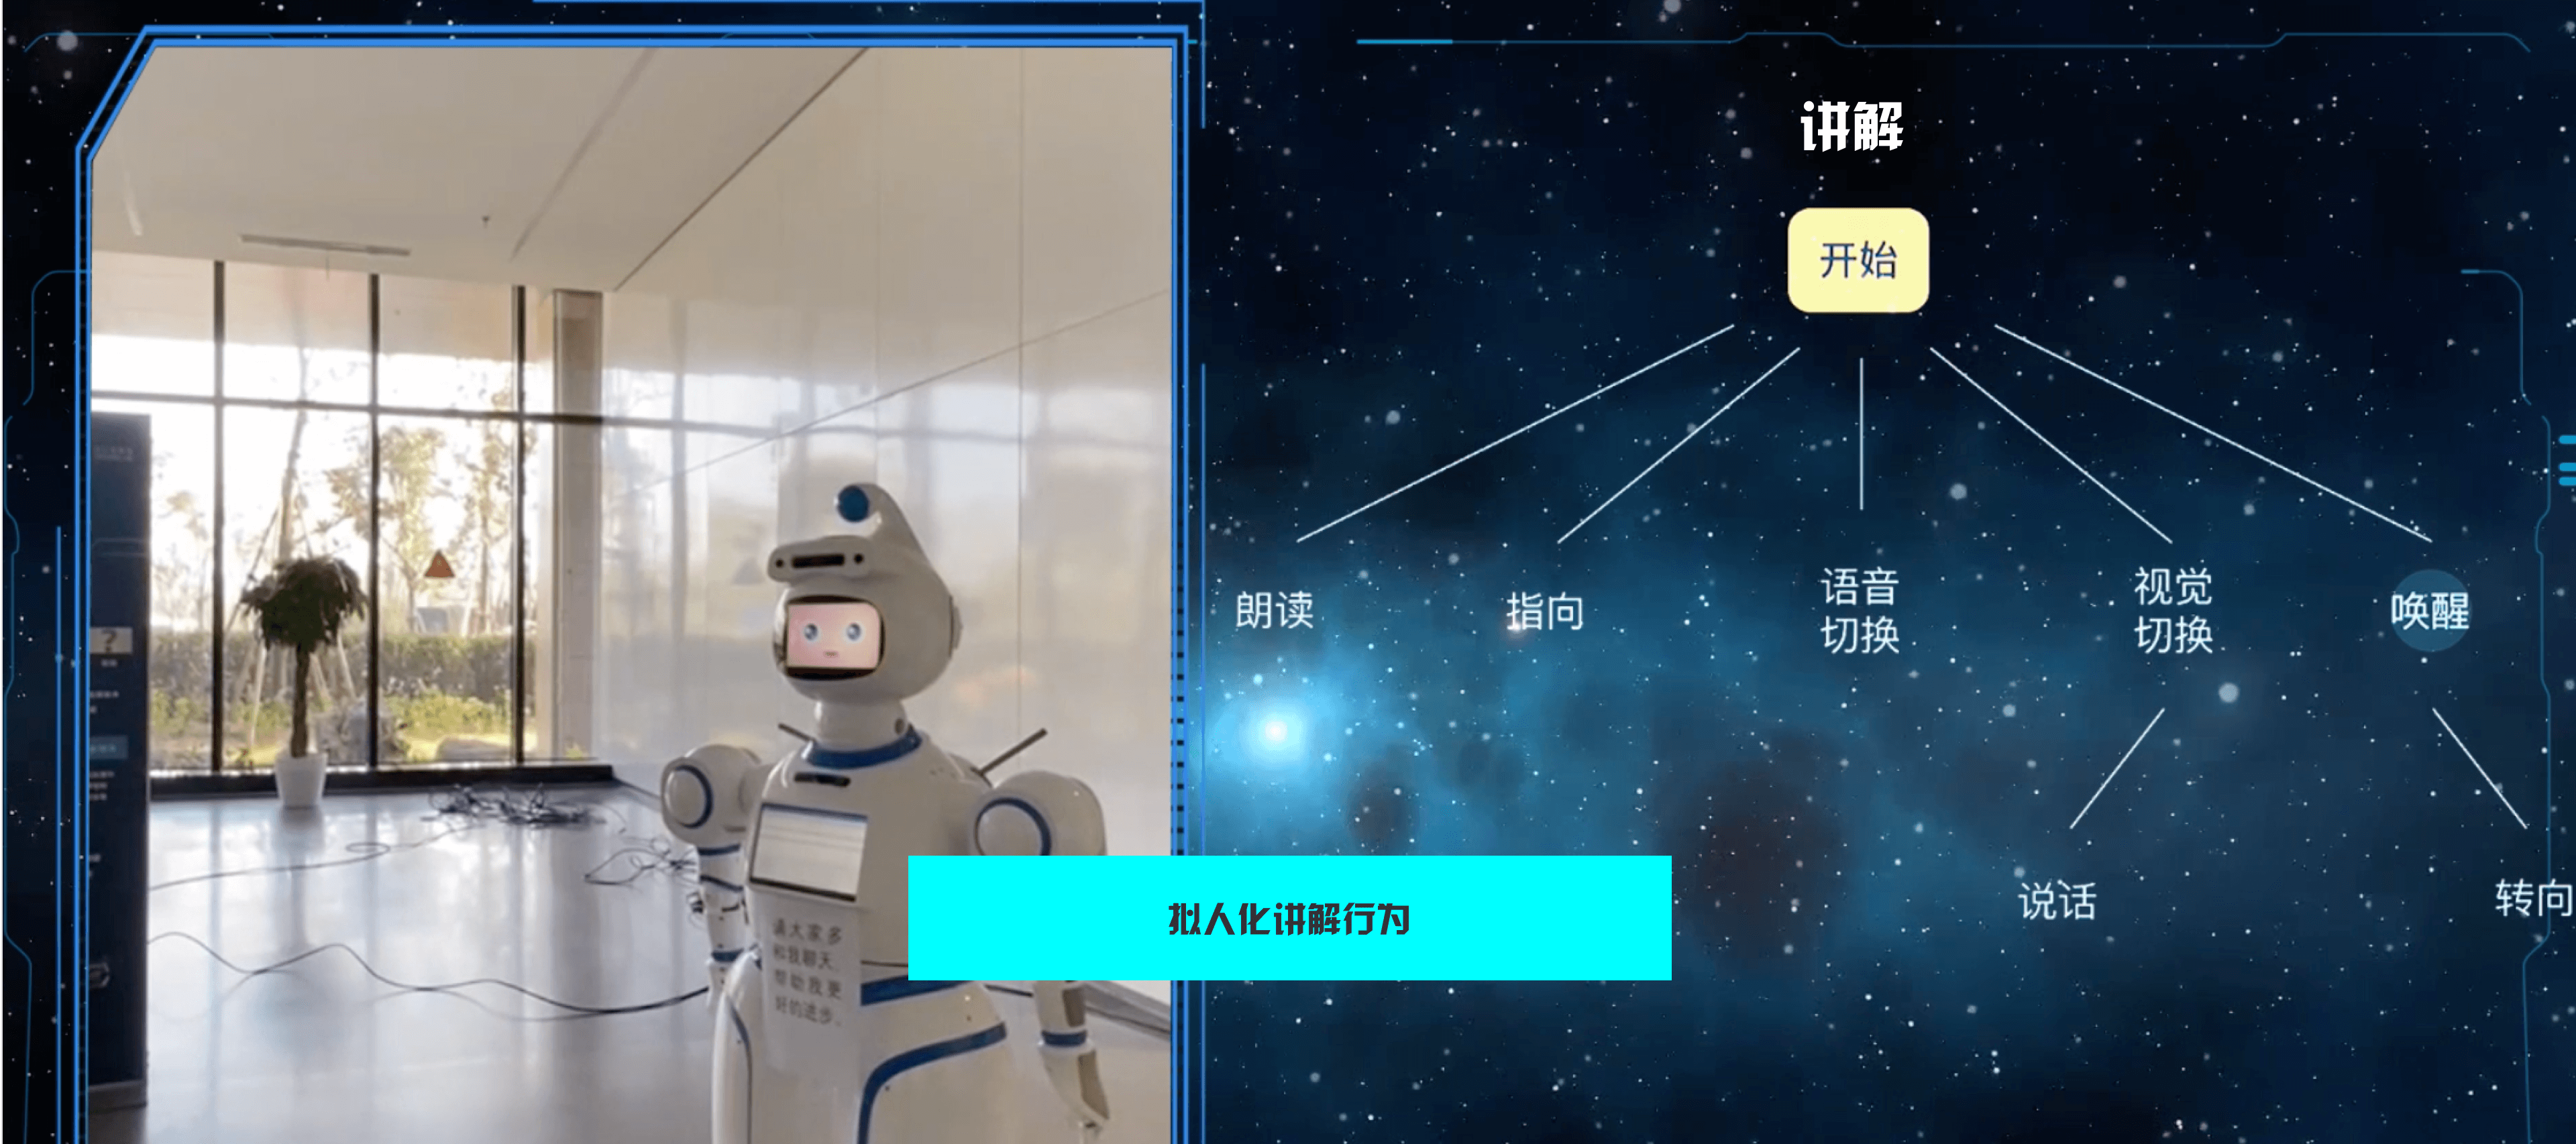 讲解
开始
朗读
指向
语音
切换
视觉
切换
唤醒
说话
转向
拟人化讲解行为
请大家多
和我聊天,
帮助我更
好的进步。
?